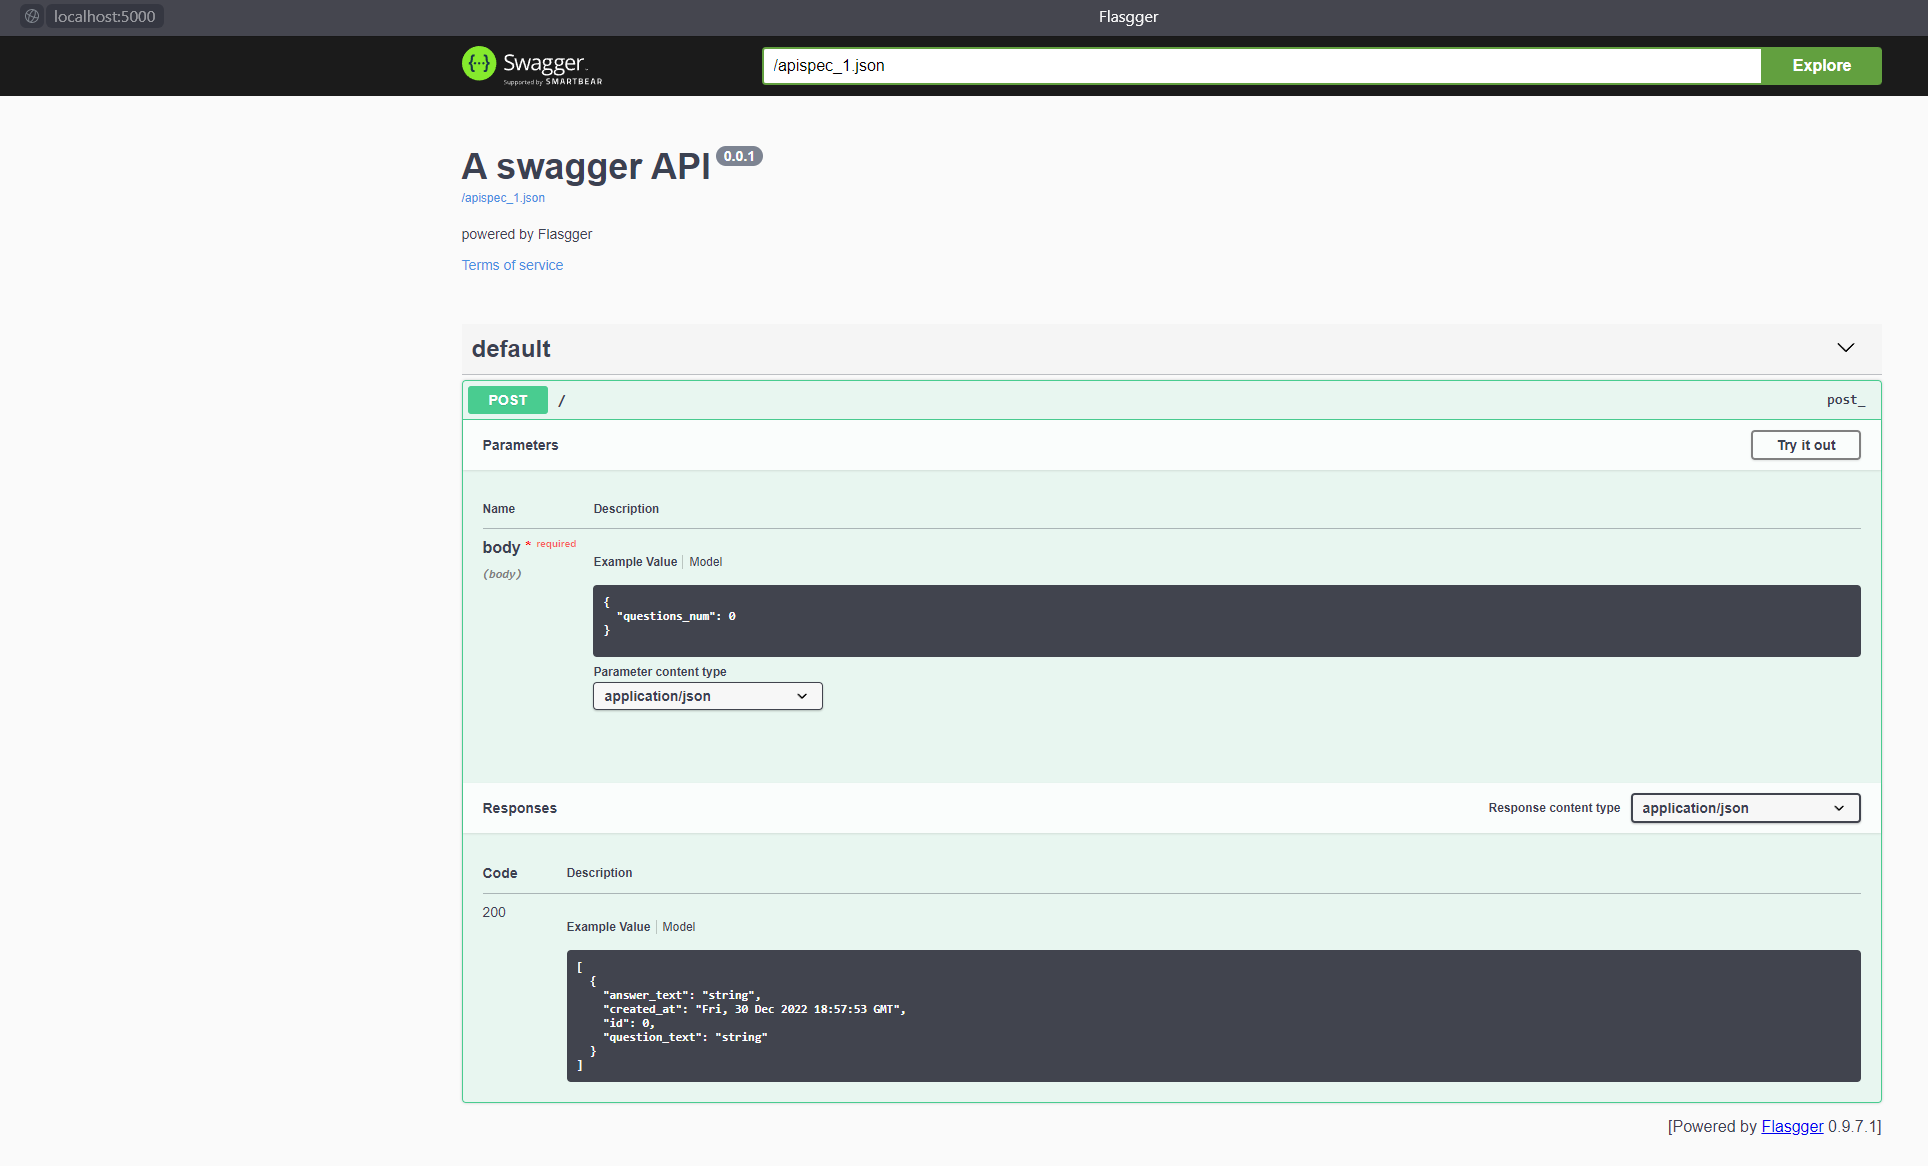 localhost:5000
Flasgger
Swagger
Supported by SMARTBEAR
/apispec_1.json
Explore
A swagger API 0.0.1
/apispec_1.json
powered by Flasgger
Terms of service
default
POST / post_
Parameters
Try it out
Name Description
body * required
(body)
Example Value Model
{
  "questions_num": 0
}
Parameter content type
application/json
Responses
Response content type application/json
Code Description
200
Example Value Model
[
  {
    "answer_text": "string",
    "created_at": "Fri, 30 Dec 2022 18:57:53 GMT",
    "id": 0,
    "question_text": "string"
  }
]
[Powered by Flasgger 0.9.7.1]